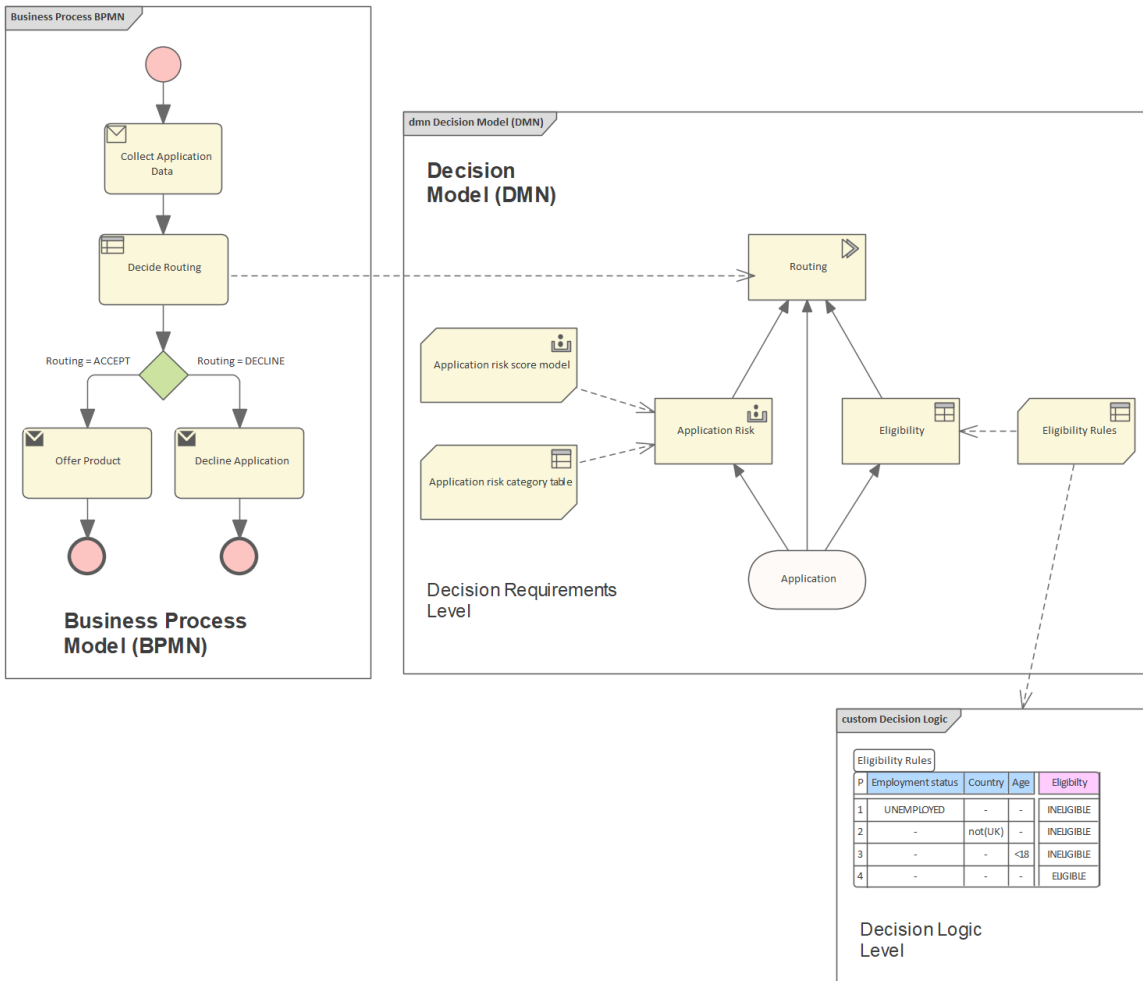 Business Process BPMN
Collect Application
Data
Decide Routing
Routing = ACCEPT
Routing = DECLINE
Offer Product
Decline Application
Business Process
Model (BPMN)
dmn Decision Model (DMN)
Decision
Model (DMN)
Routing
Application risk score model
Application Risk
Eligibility
Eligibility Rules
Application risk category table
Application
Decision Requirements
Level
custom Decision Logic
Eligibility Rules
P Employment status Country Age Eligibilty
1 UNEMPLOYED - - INELIGIBLE
2 - not(UK) - INELIGIBLE
3 - - <18 INELIGIBLE
4 - - - ELIGIBLE
Decision Logic
Level